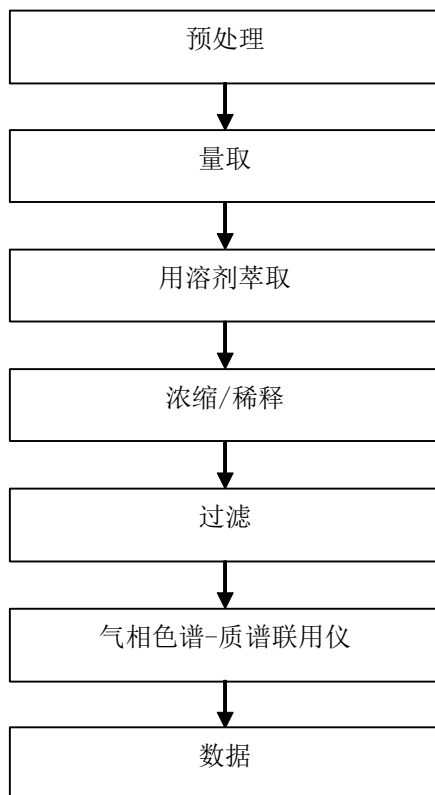 预处理
量取
用溶剂萃取
浓缩/稀释
过滤
气相色谱-质谱联用仪
数据